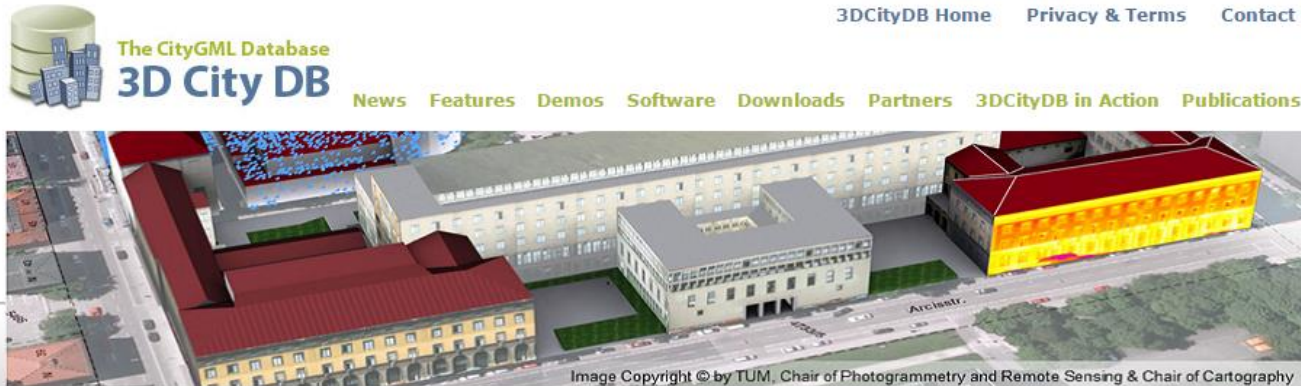 3DCityDB Home Privacy & Terms Contact
The CityGML Database
3D City DB
News Features Demos Software Downloads Partners 3DCityDB in Action Publications
Arcisstr.
Image Copyright © by TUM, Chair of Photogrammetry and Remote Sensing & Chair of Cartography